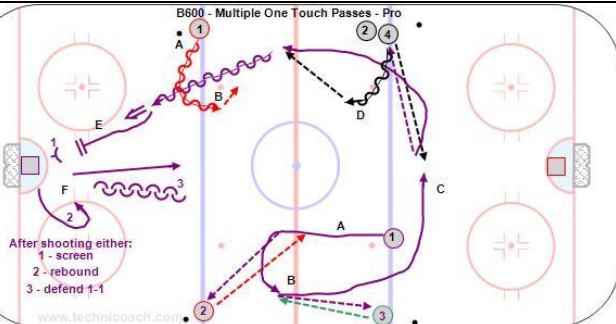 B600 - Multiple One Touch Passes - Pro
1
2
4
A
B
D
E
1
F
3
2
C
A
1
B
After shooting either:
1 - screen
2 - rebound
3 - defend 1-1
2
3
www.technicoach.com